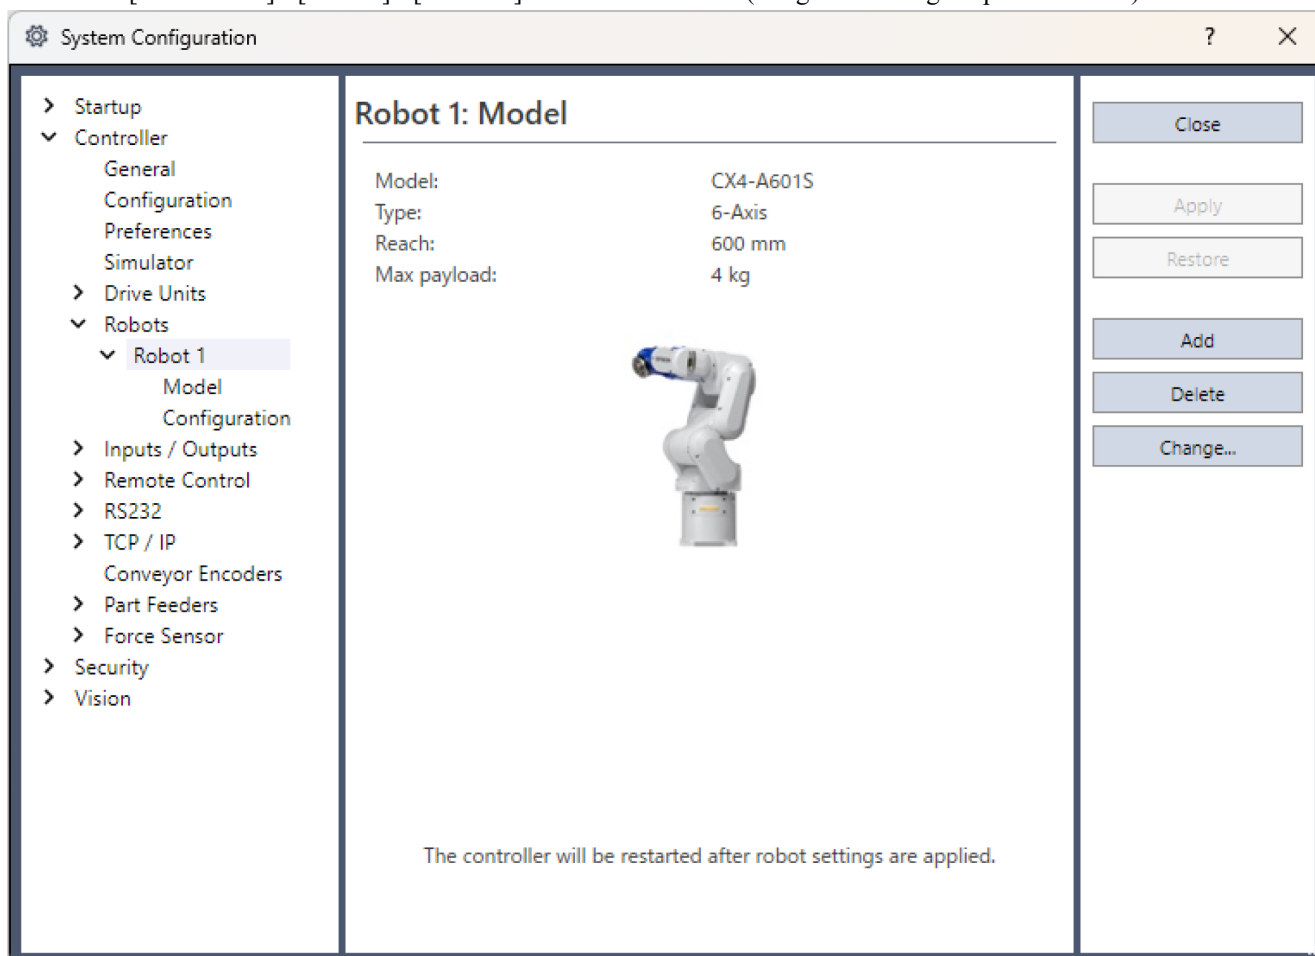 System Configuration
?
Startup
Controller
General
Configuration
Preferences
Simulator
Drive Units
Robots
Robot 1
Model
Configuration
Inputs / Outputs
Remote Control
RS232
TCP / IP
Conveyor Encoders
Part Feeders
Force Sensor
Security
Vision
Robot 1: Model
Model: CX4-A601S
Type: 6-Axis
Reach: 600 mm
Max payload: 4 kg
The controller will be restarted after robot settings are applied.
Close
Apply
Restore
Add
Delete
Change...